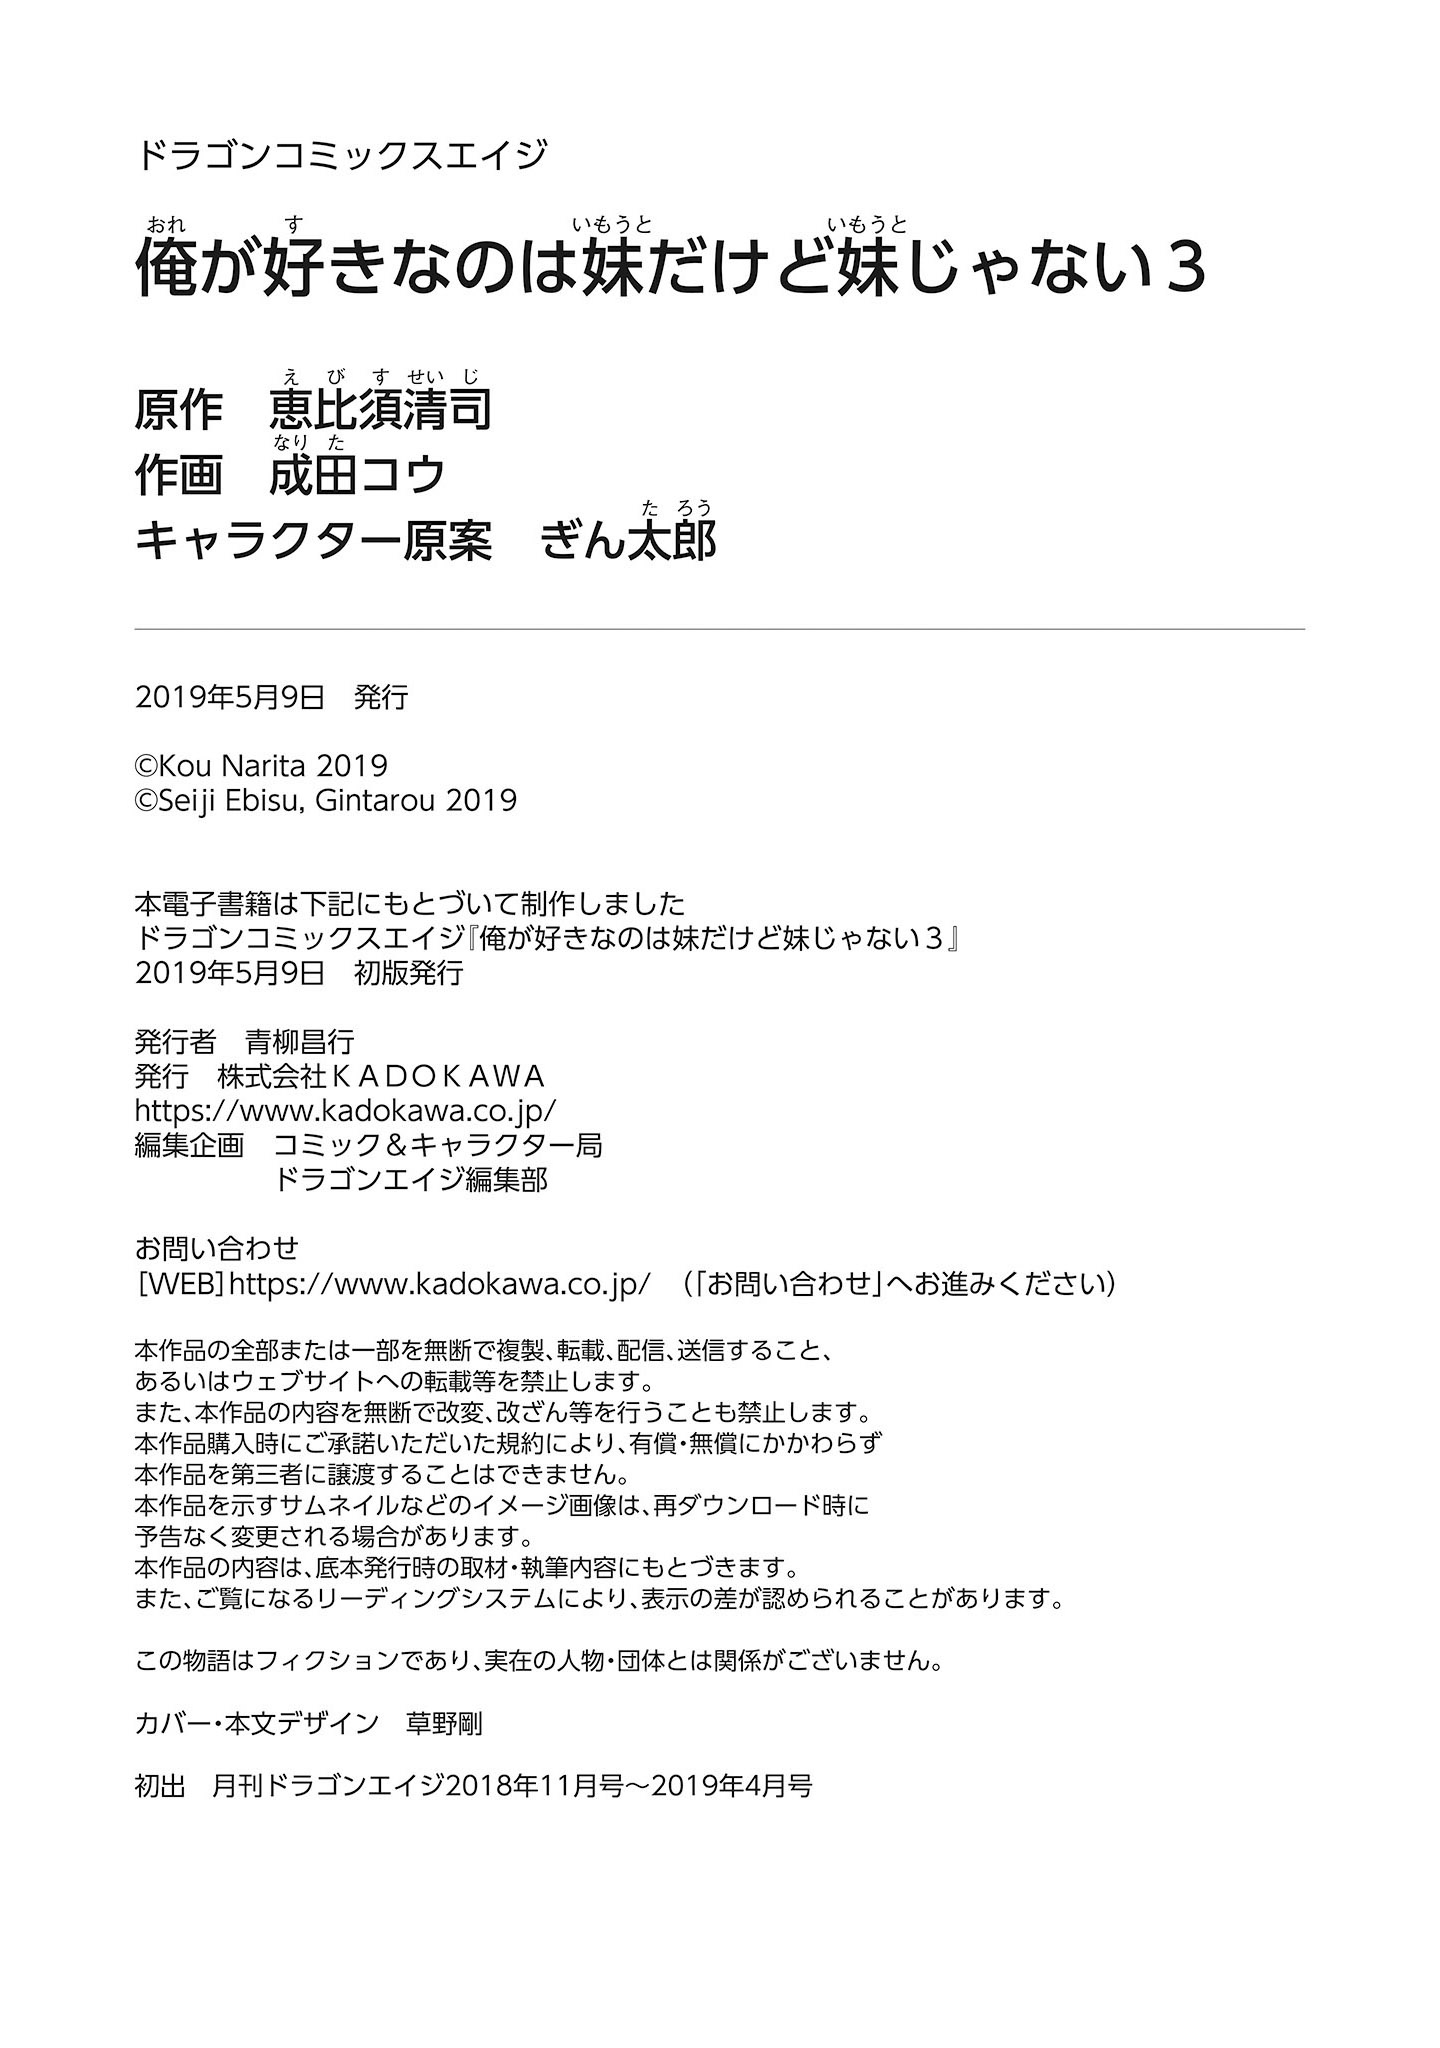 ドラゴンコミックスエイジ
俺が好きなのは妹だけど妹じゃない３
原作　恵比須清司
作画　成田コウ
キャラクター原案　ぎん太郎
2019年5月9日　発行
©Kou Narita 2019
©Seiji Ebisu, Gintarou 2019
本電子書籍は下記にもとづいて制作しました
ドラゴンコミックスエイジ『俺が好きなのは妹だけど妹じゃない３』
2019年5月9日　初版発行
発行者　青柳昌行
発行　株式会社ＫＡＤＯＫＡＷＡ
https://www.kadokawa.co.jp/
編集企画　コミック＆キャラクター局
ドラゴンエイジ編集部
お問い合わせ
［WEB］https://www.kadokawa.co.jp/　（「お問い合わせ」へお進みください）
本作品の全部または一部を無断で複製、転載、配信、送信すること、
あるいはウェブサイトへの転載等を禁止します。
また、本作品の内容を無断で改変、改ざん等を行うことも禁止します。
本作品購入時にご承諾いただいた規約により、有償・無償にかかわらず
本作品を第三者に譲渡することはできません。
本作品を示すサムネイルなどのイメージ画像は、再ダウンロード時に
予告なく変更される場合があります。
本作品の内容は、底本発行時の取材・執筆内容にもとづきます。
また、ご覧になるリーディングシステムにより、表示の差が認められることがあります。
この物語はフィクションであり、実在の人物・団体とは関係がございません。
カバー・本文デザイン　草野剛
初出　月刊ドラゴンエイジ2018年11月号～2019年4月号